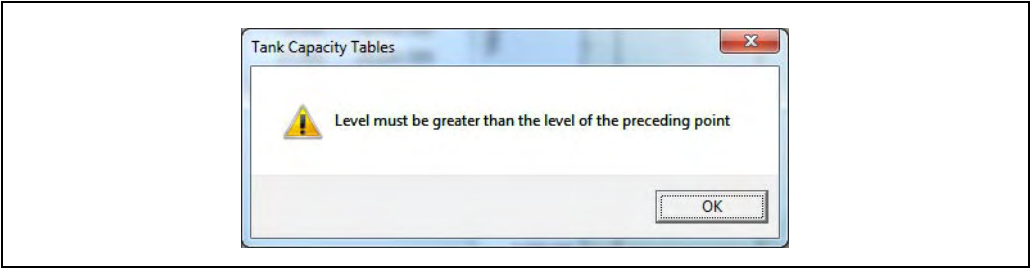 Tank Capacity Tables
Level must be greater than the level of the preceding point
OK